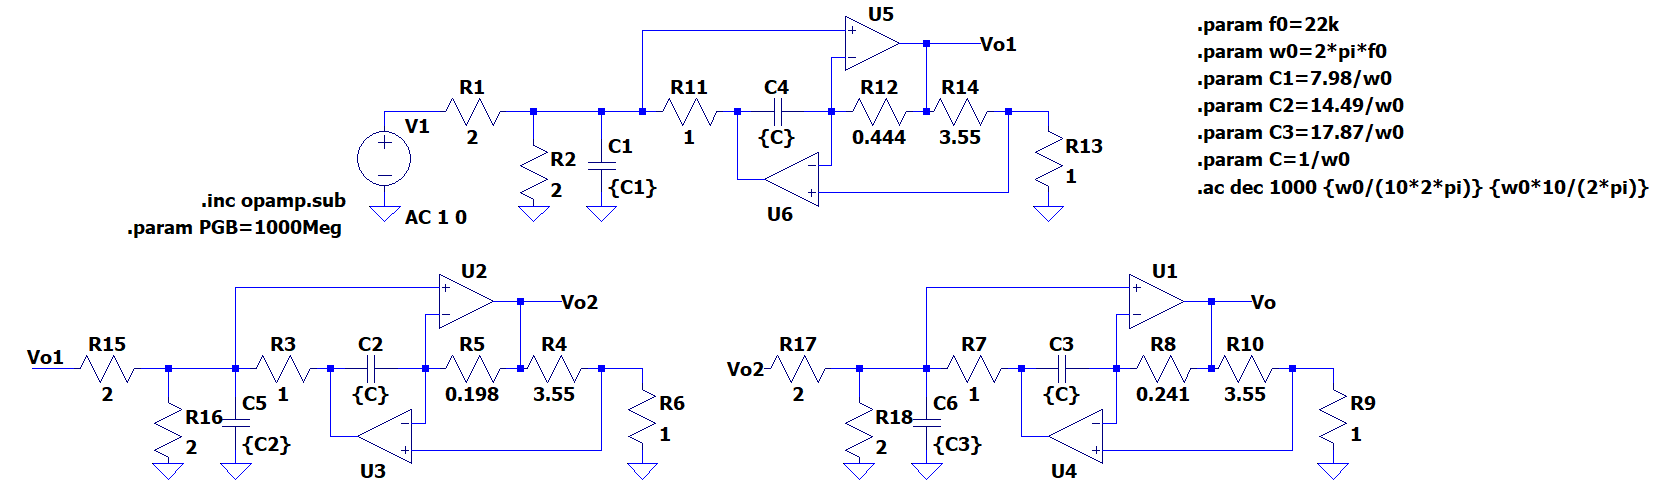 U5
.param f0=22k
Vo1
.param w0=2*pi*f0
.param C1=7.98/w0
R1
R11
C4
R12
R14
.param C2=14.49/w0
V1
2
1
{C}
0.444
3.55
.param C3=17.87/w0
R2
C1
R13
.param C=1/w0
2
{C1}
1
.ac dec 1000 {w0/(10*2*pi)} {w0*10/(2*pi)}
.inc opamp.sub
AC 1 0
U6
.param PGB=1000Meg
U2
U1
Vo2
Vo
Vo1
R15
R3
C2
R5
R4
Vo2
R17
R7
C3
R8
R10
2
1
{C}
0.198
3.55
2
1
{C}
0.241
3.55
R16
C5
R6
R18
C6
R9
2
{C2}
1
2
{C3}
1
U3
U4